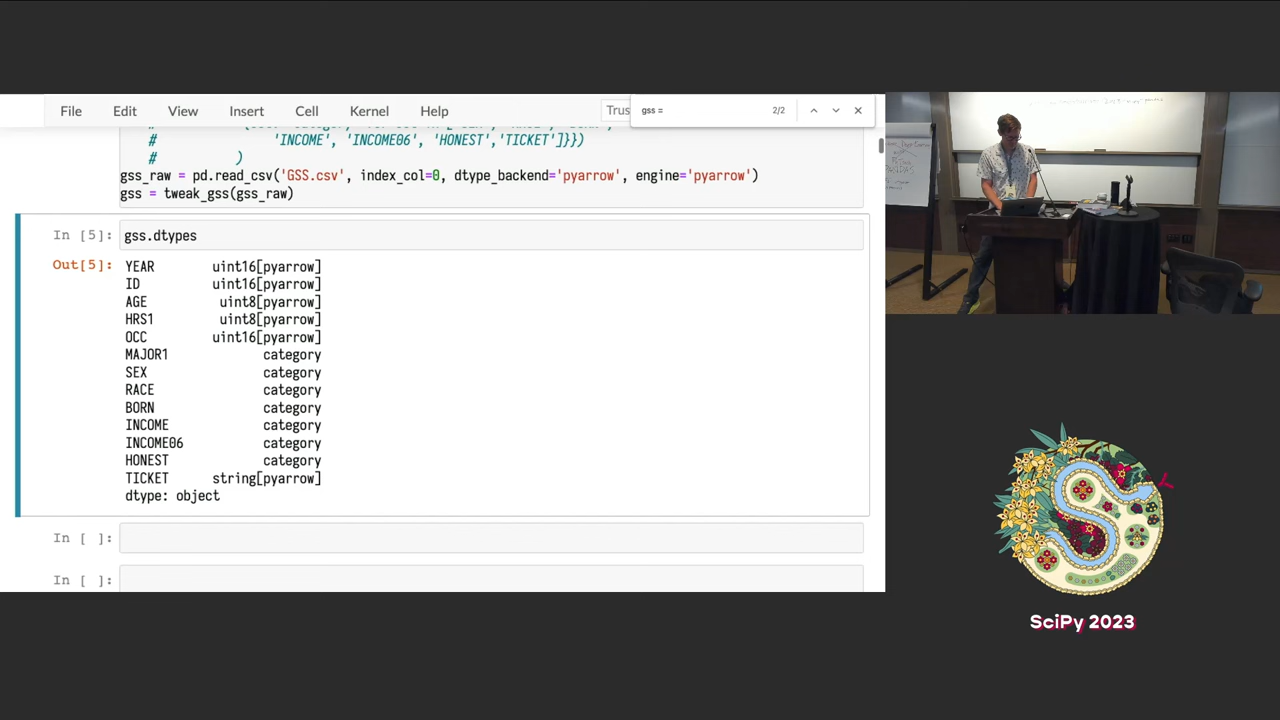 File Edit View Insert Cell Kernel Help Trus gss = 2/2
# 'INCOME', 'INCOME06', 'HONEST','TICKET']}})
# )
gss_raw = pd.read_csv('GSS.csv', index_col=0, dtype_backend='pyarrow', engine='pyarrow')
gss = tweak_gss(gss_raw)
In [5]: gss.dtypes
Out[5]: YEAR uint16[pyarrow]
ID uint16[pyarrow]
AGE uint8[pyarrow]
HRS1 uint8[pyarrow]
OCC uint16[pyarrow]
MAJOR1 category
SEX category
RACE category
BORN category
INCOME category
INCOME06 category
HONEST category
TICKET string[pyarrow]
dtype: object
In [ ]:
In [ ]:
SciPy 2023